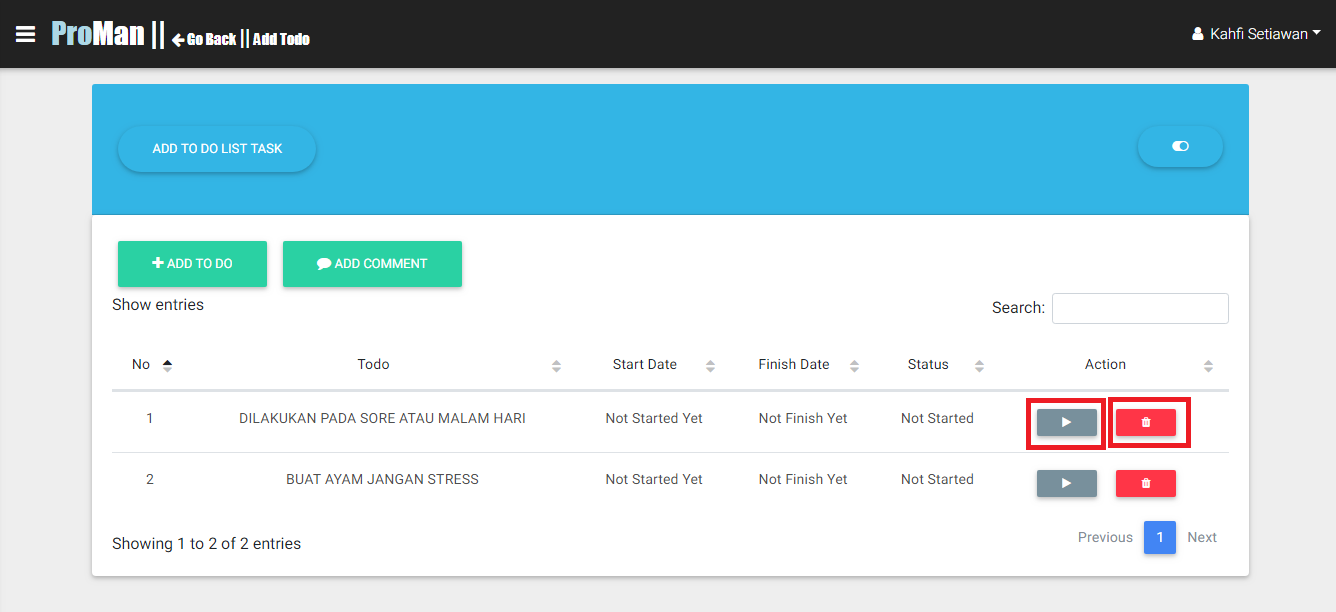 ProMan || Go Back || Add Todo
Kahfi Setiawan
ADD TO DO LIST TASK
ADD TO DO
ADD COMMENT
Show entries
Search:
No Todo Start Date Finish Date Status Action
1 DILAKUKAN PADA SORE ATAU MALAM HARI Not Started Yet Not Finish Yet Not Started
2 BUAT AYAM JANGAN STRESS Not Started Yet Not Finish Yet Not Started
Showing 1 to 2 of 2 entries
Previous 1 Next